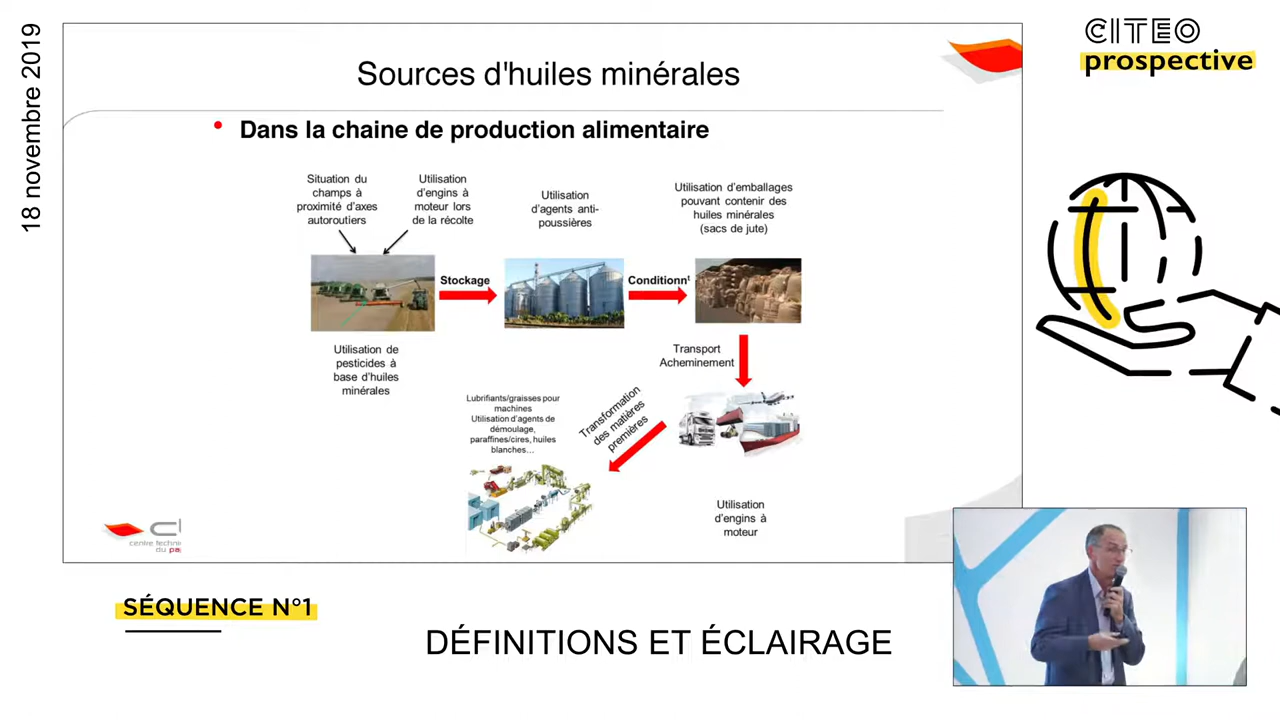 18 novembre 2019
CITEO
prospective
Sources d'huiles minérales
• Dans la chaine de production alimentaire
Situation du
champs à
proximité d'axes
autoroutiers
Utilisation
d'engins à
moteur lors
de la récolte
Utilisation
d'agents anti-
poussières
Utilisation d'emballages
pouvant contenir des
huiles minérales
(sacs de jute)
Stockage
Conditionnt
Utilisation de
pesticides à
base d'huiles
minérales
Transport
Acheminement
Transformation
des matières
premières
Lubrifiants/graisses pour
machines
Utilisation d'agents de
démoulage,
paraffines/cires, huiles
blanches...
Utilisation
d'engins à
moteur
centre techni
du pa
SÉQUENCE N°1
DÉFINITIONS ET ÉCLAIRAGE